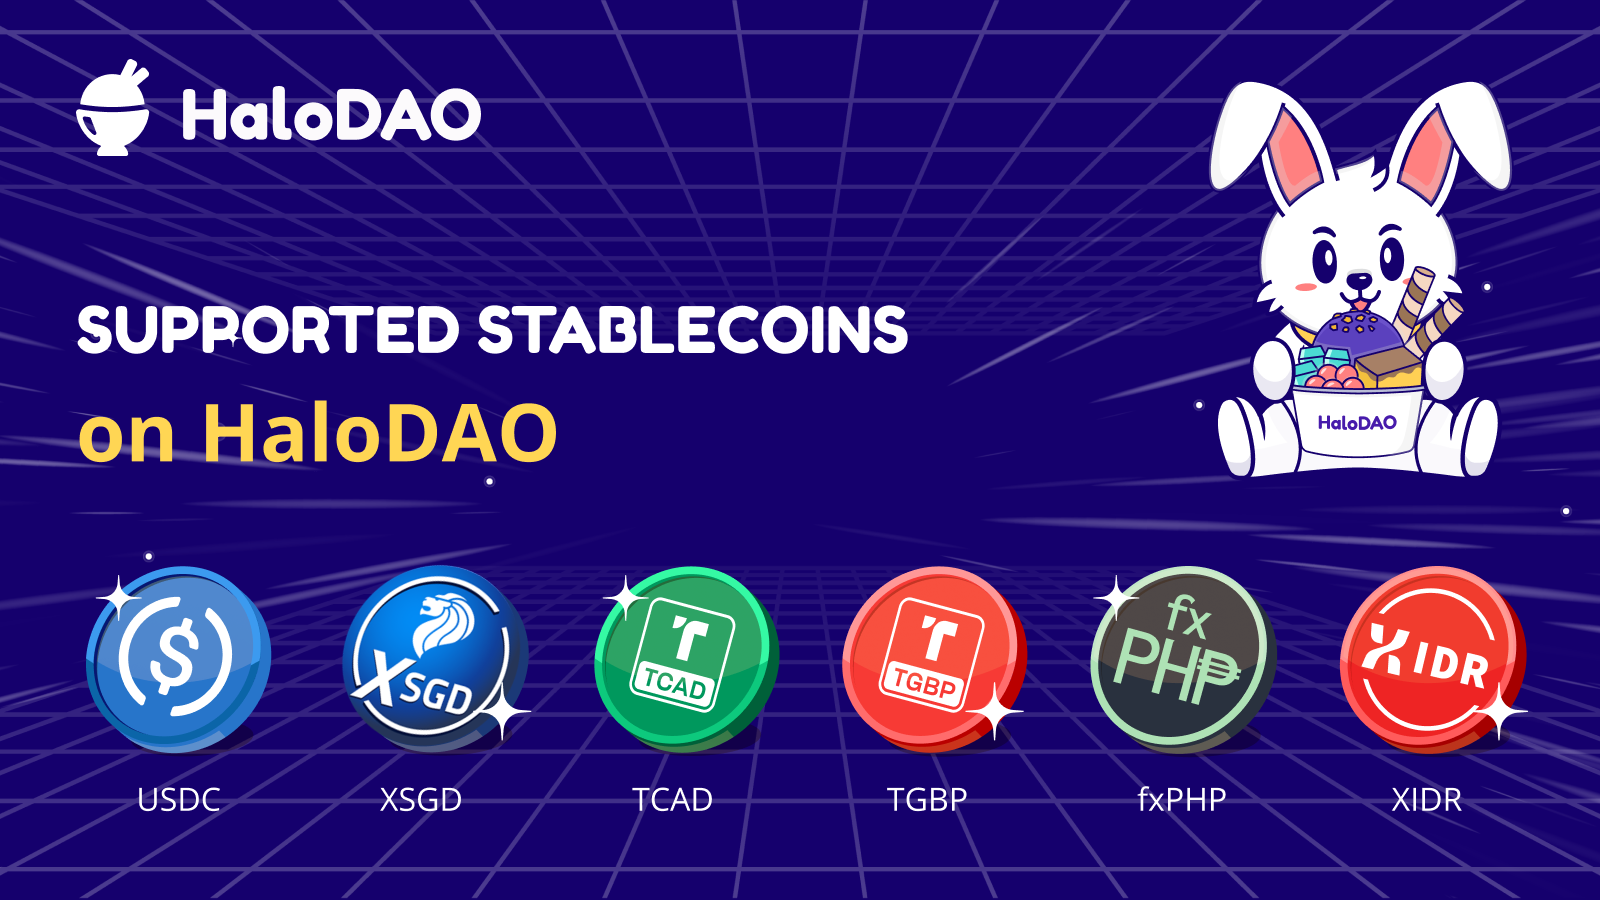 HaloDAO
SUPPORTED STABLECOINS
on HaloDAO
HaloDAO
XSGD
TCAD
TGBP
fx
PHP
XIDR
USDC
XSGD
TCAD
TGBP
fxPHP
XIDR